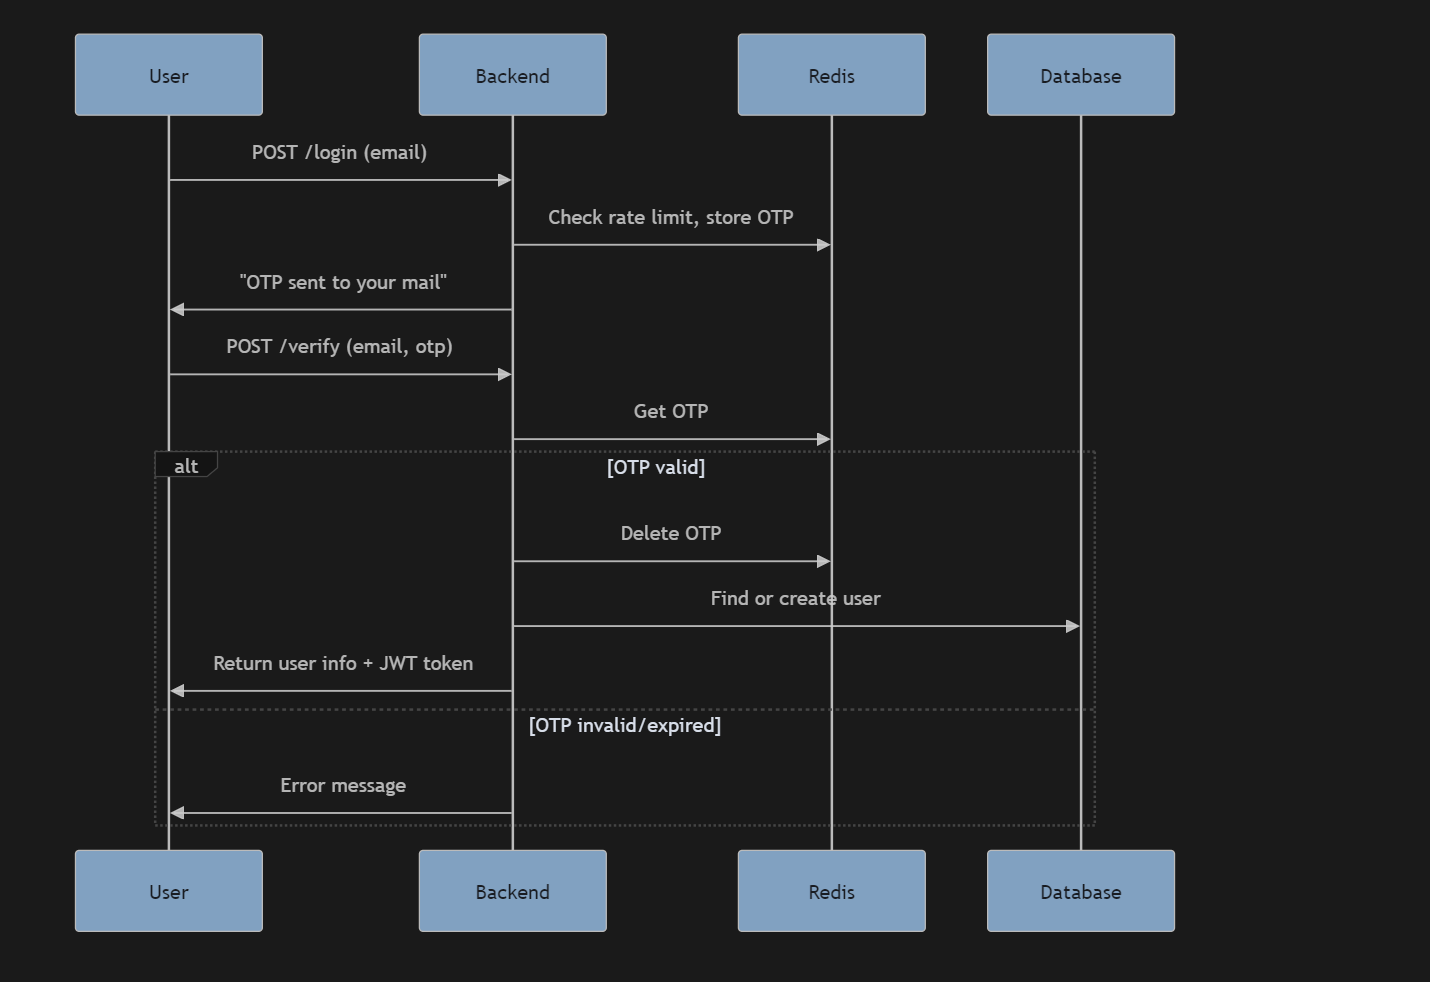 User
Backend
Redis
Database
POST /login (email)
Check rate limit, store OTP
"OTP sent to your mail"
POST /verify (email, otp)
Get OTP
alt
[OTP valid]
Delete OTP
Find or create user
Return user info + JWT token
[OTP invalid/expired]
Error message
User
Backend
Redis
Database